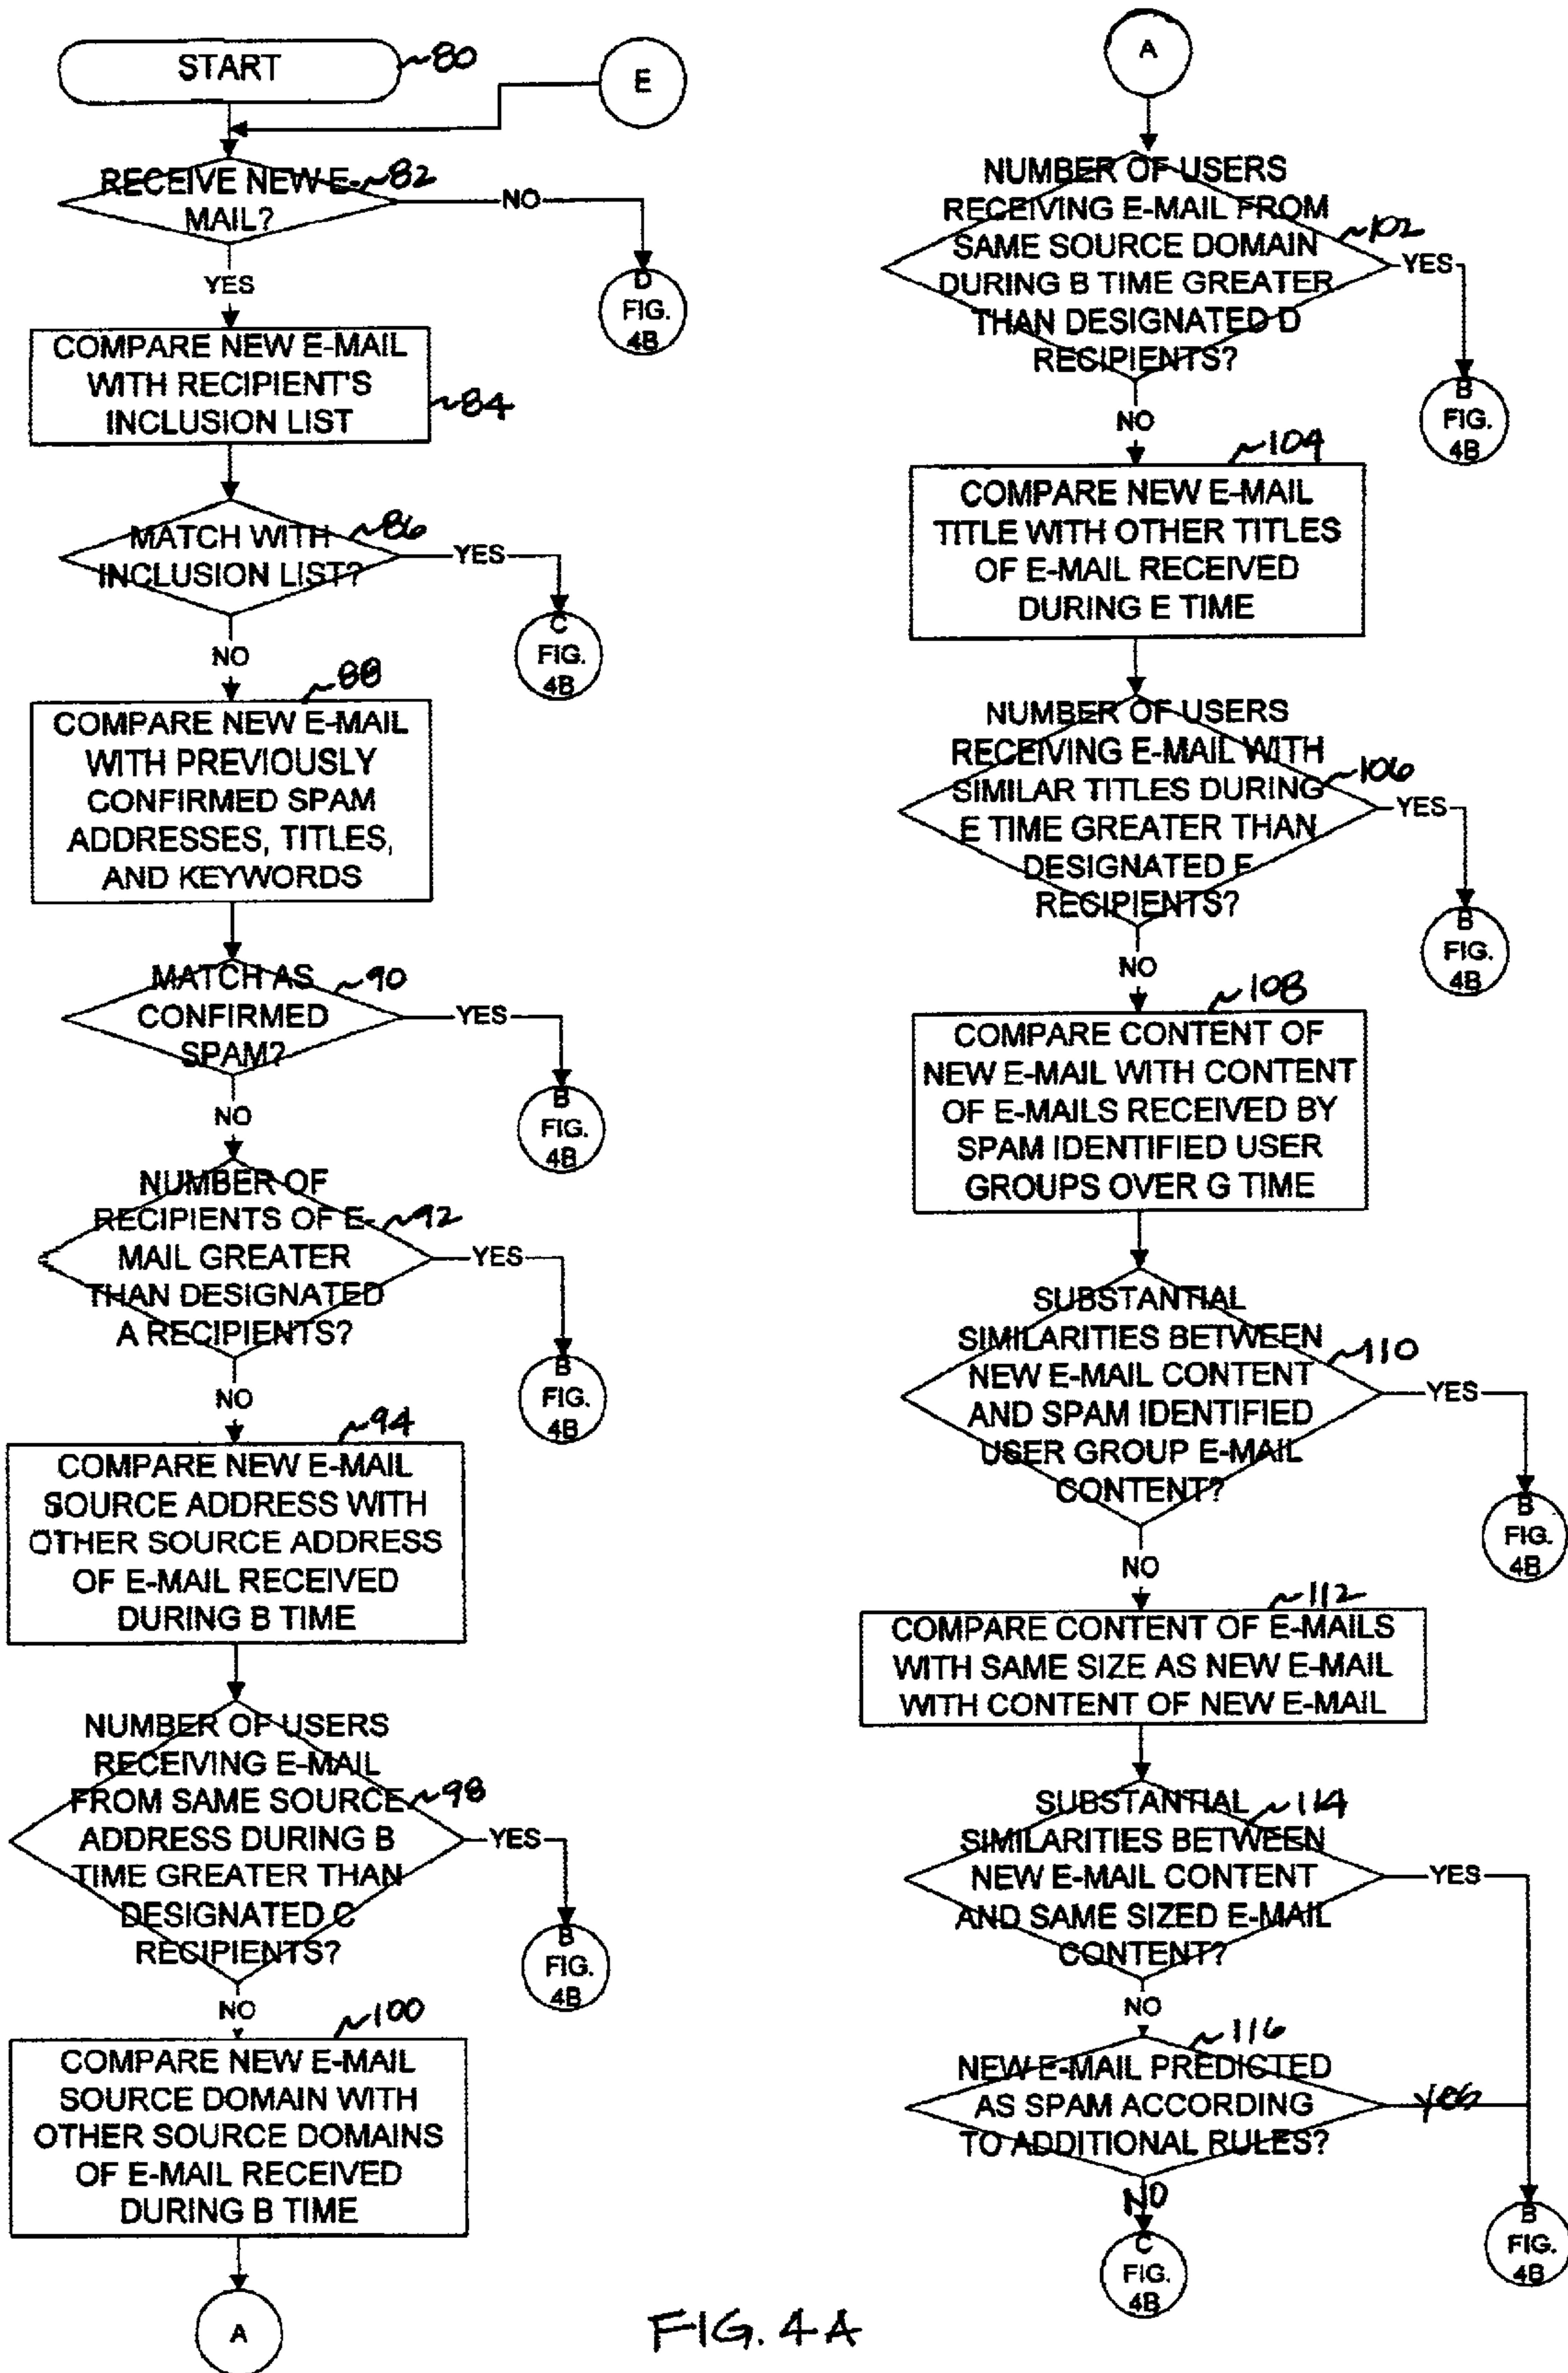 START
~80
E
RECEIVE NEW E-
MAIL?
~82
NO
D
FIG.
4B
YES
COMPARE NEW E-MAIL
WITH RECIPIENT'S
INCLUSION LIST
~84
MATCH WITH
INCLUSION LIST?
~86
YES
C
FIG.
4B
NO
~88
COMPARE NEW E-MAIL
WITH PREVIOUSLY
CONFIRMED SPAM
ADDRESSES, TITLES,
AND KEYWORDS
MATCH AS
CONFIRMED
SPAM?
~90
YES
B
FIG.
4B
NO
NUMBER OF
RECIPIENTS OF E-
MAIL GREATER
THAN DESIGNATED
A RECIPIENTS?
~92
YES
B
FIG.
4B
NO
~94
COMPARE NEW E-MAIL
SOURCE ADDRESS WITH
OTHER SOURCE ADDRESS
OF E-MAIL RECEIVED
DURING B TIME
NUMBER OF USERS
RECEIVING E-MAIL
FROM SAME SOURCE
ADDRESS DURING B
TIME GREATER THAN
DESIGNATED C
RECIPIENTS?
~98
YES
B
FIG.
4B
NO
~100
COMPARE NEW E-MAIL
SOURCE DOMAIN WITH
OTHER SOURCE DOMAINS
OF E-MAIL RECEIVED
DURING B TIME
A
A
NUMBER OF USERS
RECEIVING E-MAIL FROM
SAME SOURCE DOMAIN
DURING B TIME GREATER
THAN DESIGNATED D
RECIPIENTS?
~102
YES
B
FIG.
4B
NO
~104
COMPARE NEW E-MAIL
TITLE WITH OTHER TITLES
OF E-MAIL RECEIVED
DURING E TIME
NUMBER OF USERS
RECEIVING E-MAIL WITH
SIMILAR TITLES DURING
E TIME GREATER THAN
DESIGNATED F
RECIPIENTS?
~106
YES
B
FIG.
4B
NO
~108
COMPARE CONTENT OF
NEW E-MAIL WITH CONTENT
OF E-MAILS RECEIVED BY
SPAM IDENTIFIED USER
GROUPS OVER G TIME
SUBSTANTIAL
SIMILARITIES BETWEEN
NEW E-MAIL CONTENT
AND SPAM IDENTIFIED
USER GROUP E-MAIL
CONTENT?
~110
YES
B
FIG.
4B
NO
~112
COMPARE CONTENT OF E-MAILS
WITH SAME SIZE AS NEW E-MAIL
WITH CONTENT OF NEW E-MAIL
SUBSTANTIAL
SIMILARITIES BETWEEN
NEW E-MAIL CONTENT
AND SAME SIZED E-MAIL
CONTENT?
~114
YES
NO
~116
NEW E-MAIL PREDICTED
AS SPAM ACCORDING
TO ADDITIONAL RULES?
Yes
B
FIG.
4B
NO
C
FIG.
4B
FIG. 4A